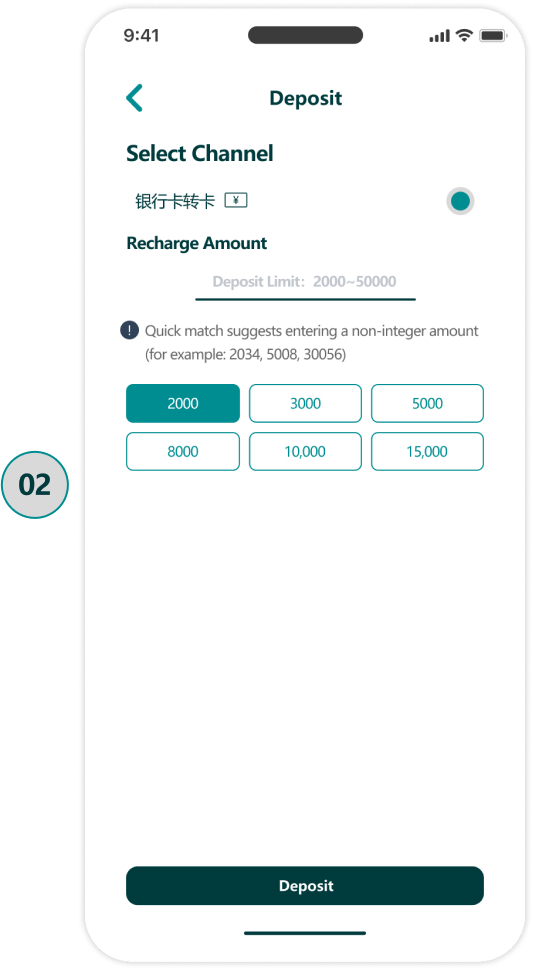 9:41
Deposit
Select Channel
银行卡转卡 ¥
Recharge Amount
Deposit Limit：2000~50000
! Quick match suggests entering a non-integer amount
(for example: 2034, 5008, 30056)
2000 3000 5000
8000 10,000 15,000
02
Deposit